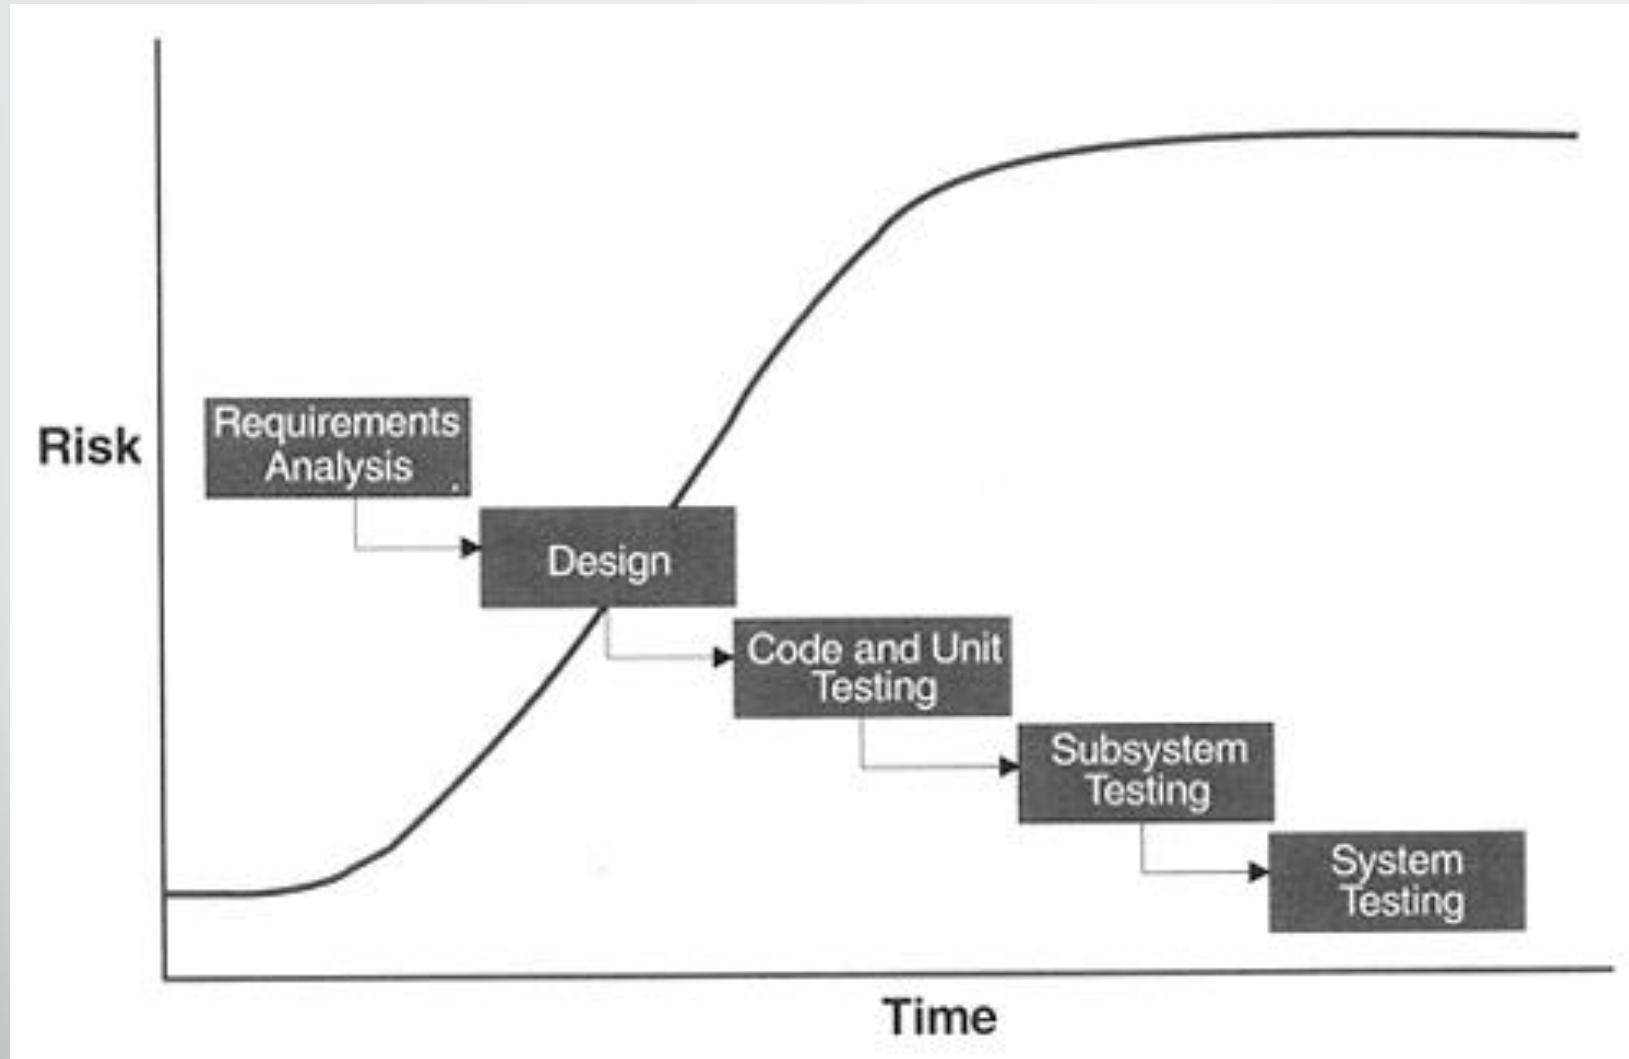 Risk
Requirements
Analysis
Design
Code and Unit
Testing
Subsystem
Testing
System
Testing
Time